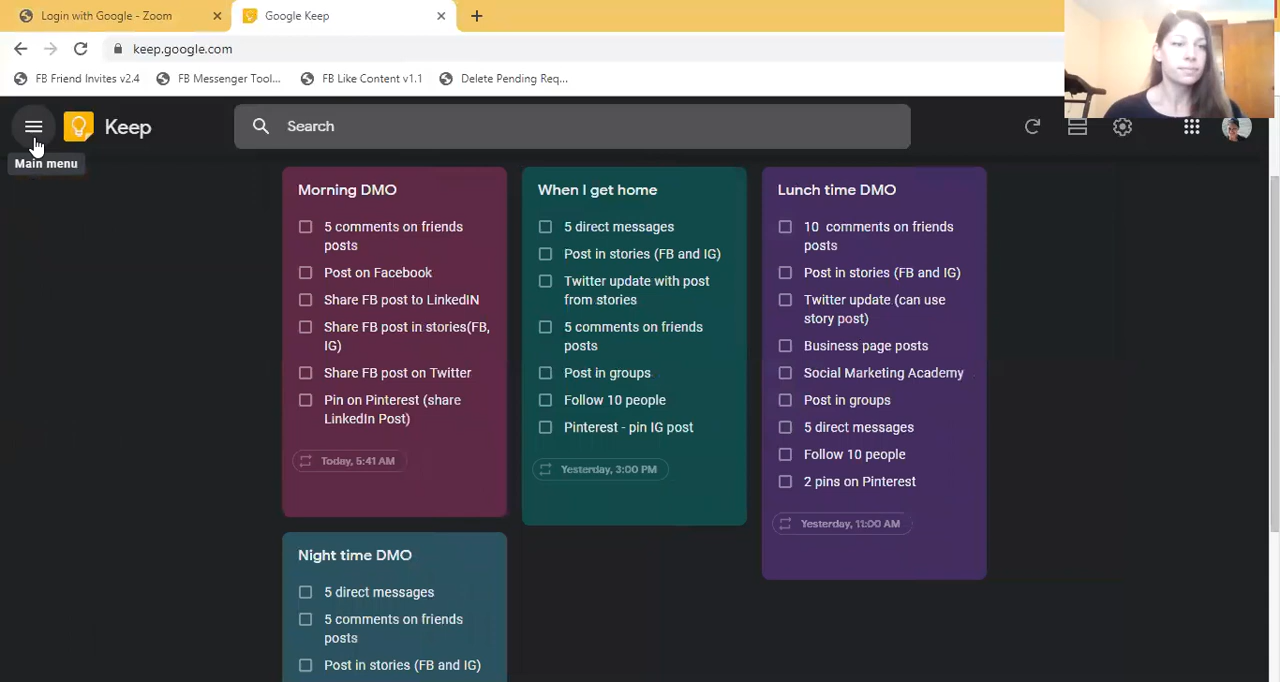 Login with Google - Zoom
Google Keep
keep.google.com
FB Friend Invites v2.4
FB Messenger Tool...
FB Like Content v1.1
Delete Pending Req...
Keep
Search
Main menu
Morning DMO
5 comments on friends
posts
Post on Facebook
Share FB post to LinkedIN
Share FB post in stories(FB,
IG)
Share FB post on Twitter
Pin on Pinterest (share
LinkedIn Post)
Today, 5:41 AM
When I get home
5 direct messages
Post in stories (FB and IG)
Twitter update with post
from stories
5 comments on friends
posts
Post in groups
Follow 10 people
Pinterest - pin IG post
Yesterday, 3:00 PM
Lunch time DMO
10 comments on friends
posts
Post in stories (FB and IG)
Twitter update (can use
story post)
Business page posts
Social Marketing Academy
Post in groups
5 direct messages
Follow 10 people
2 pins on Pinterest
Yesterday, 11:00 AM
Night time DMO
5 direct messages
5 comments on friends
posts
Post in stories (FB and IG)